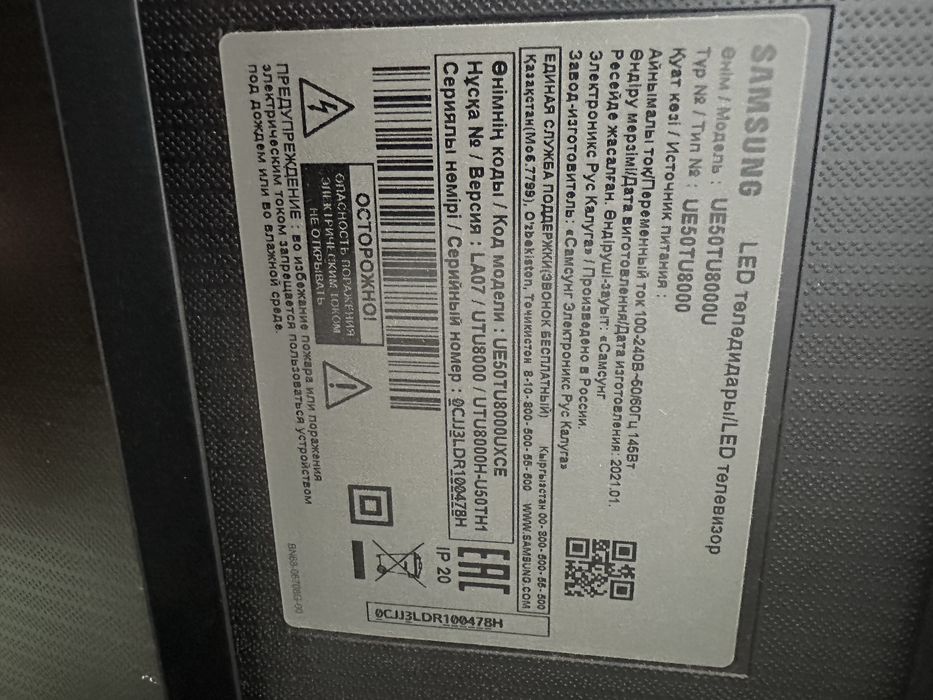 SAMSUNG LED теледидары/LED телевизор
Өнім / Модель : UE50TU8000U
Түр № / Тип № : UE50TU8000
Қуат көзі / Источник питания :
Айнымалы ток/Переменный ток 100-240В~50/60Гц 145Вт
Өндіру мерзімі/Дата виготовлення/Дата изготовления: 2021.01.
Ресейде жасалған. Өндіруші-зауыт: «Самсунг
Электроникс Рус Калуга» / Произведено в России.
Завод-изготовитель: «Самсунг Электроникс Рус Калуга»
ЕДИНАЯ СЛУЖБА ПОДДЕРЖКИ(ЗВОНОК БЕСПЛАТНЫЙ) Кыргызстан 00-800-500-55-500
Қазақстан(Моб.7799), O'zbekiston, Точикистон 8-10-800-500-55-500 WWW.SAMSUNG.COM
Өнімнің коды / Код модели : UE50TU8000UXCE
Нұсқа № / Версия : LA07 / UTU8000 / UTU8000H-U50TH1
Сериялы нөмірі / Серийный номер : 0CJJ3LDR100478H
EAC
IP 20
0CJJ3LDR100478H
ОСТОРОЖНО!
ОПАСНОСТЬ ПОРАЖЕНИЯ
ЭЛЕКТРИЧЕСКИМ ТОКОМ
НЕ ОТКРЫВАТЬ
ПРЕДУПРЕЖДЕНИЕ : во избежание пожара или поражения
электрическим током запрещается пользоваться устройством
под дождем или во влажной среде.